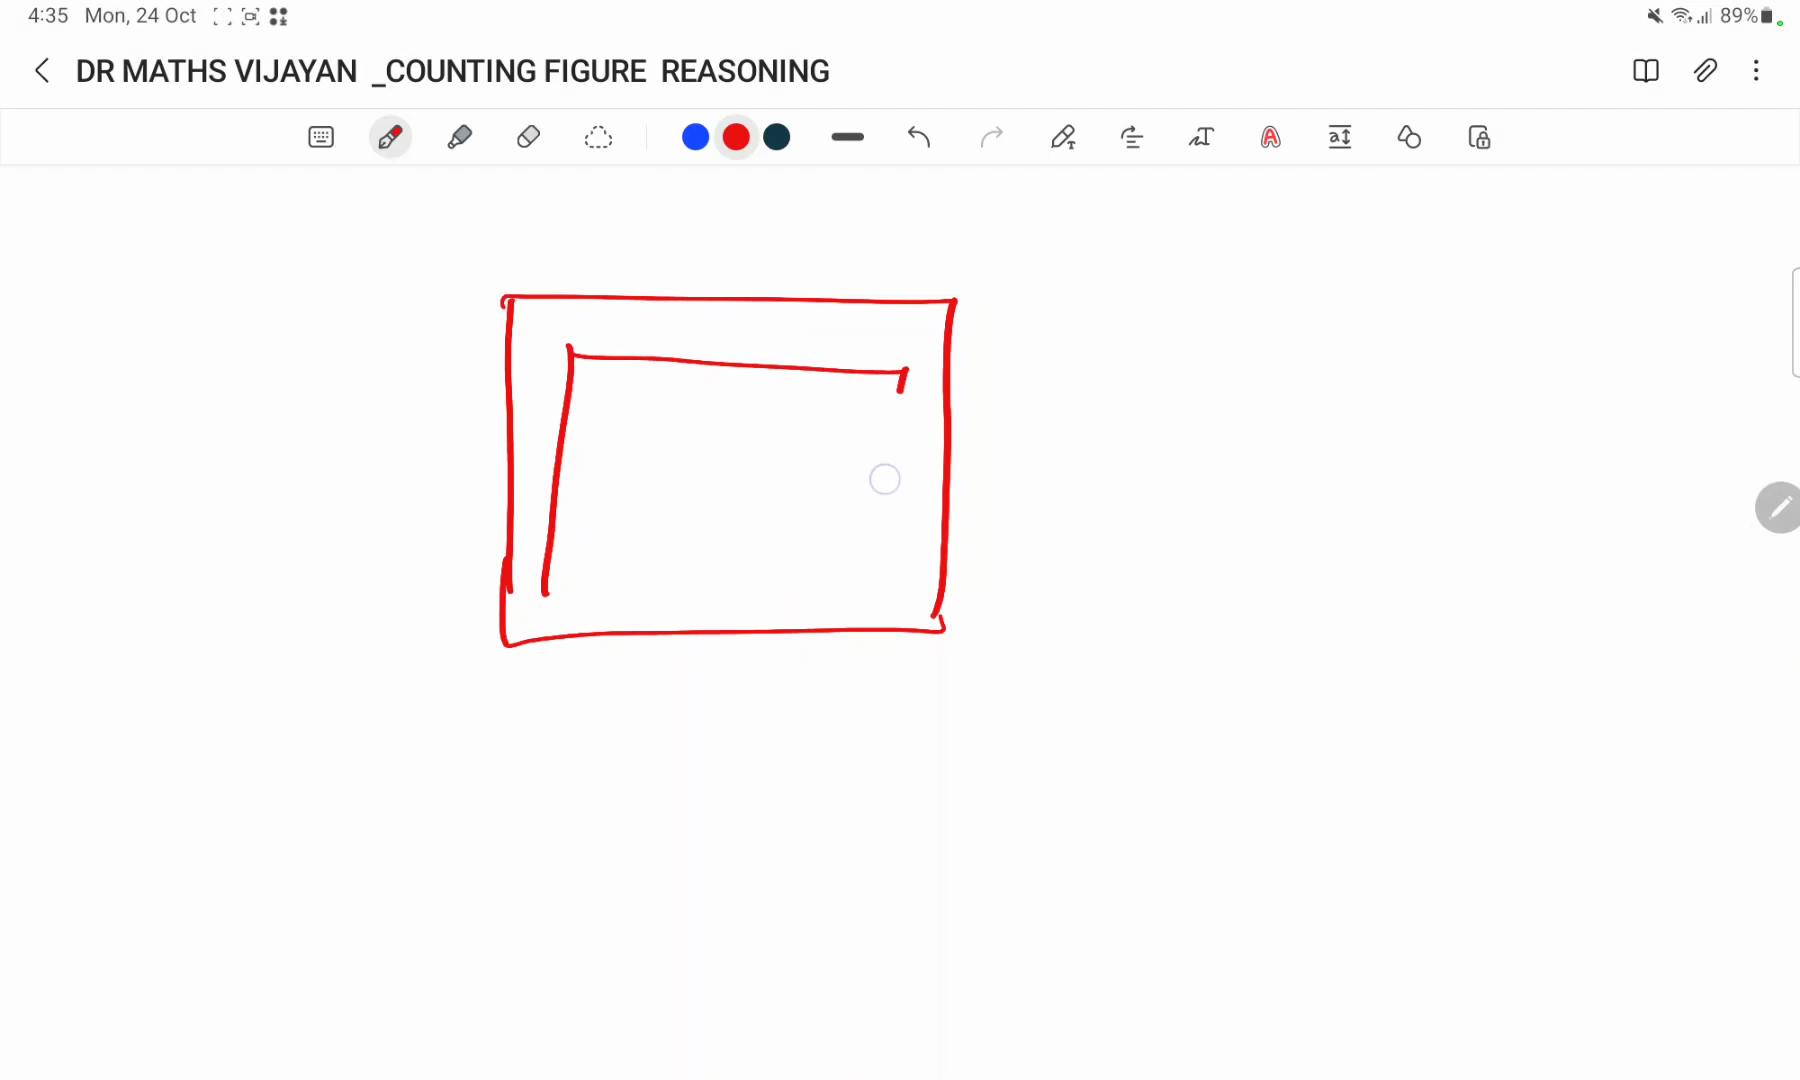 4:35 Mon, 24 Oct 89%
DR MATHS VIJAYAN _COUNTING FIGURE REASONING